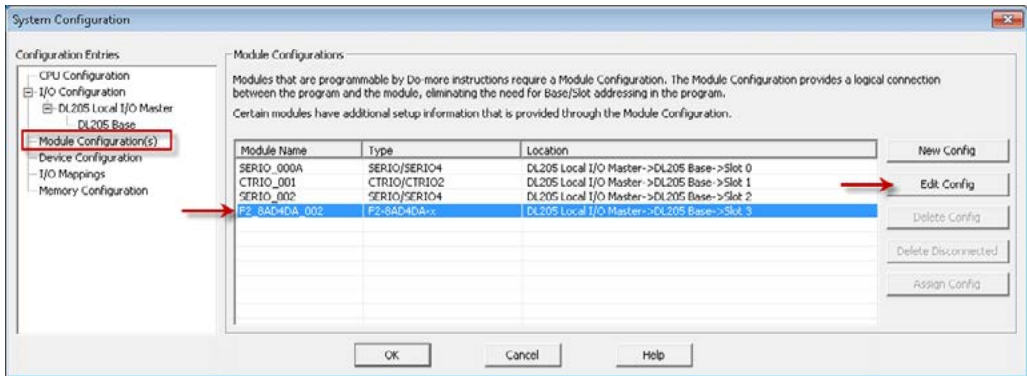 System Configuration
Configuration Entries
CPU Configuration
I/O Configuration
DL205 Local I/O Master
DL205 Base
Module Configuration(s)
Device Configuration
I/O Mappings
Memory Configuration
Module Configurations
Modules that are programmable by Do-more instructions require a Module Configuration. The Module Configuration provides a logical connection
between the program and the module, eliminating the need for Base/Slot addressing in the program.
Certain modules have additional setup information that is provided through the Module Configuration.
Module Name Type Location
SERIO_000A SERIO/SERIO4 DL205 Local I/O Master->DL205 Base->Slot 0
CTRIO_001 CTRIO/CTRIO2 DL205 Local I/O Master->DL205 Base->Slot 1
SERIO_002 SERIO/SERIO4 DL205 Local I/O Master->DL205 Base->Slot 2
F2_8AD4DA_002 F2-8AD4DA-x DL205 Local I/O Master->DL205 Base->Slot 3
New Config
Edit Config
Delete Config
Delete Disconnected
Assign Config
OK Cancel Help